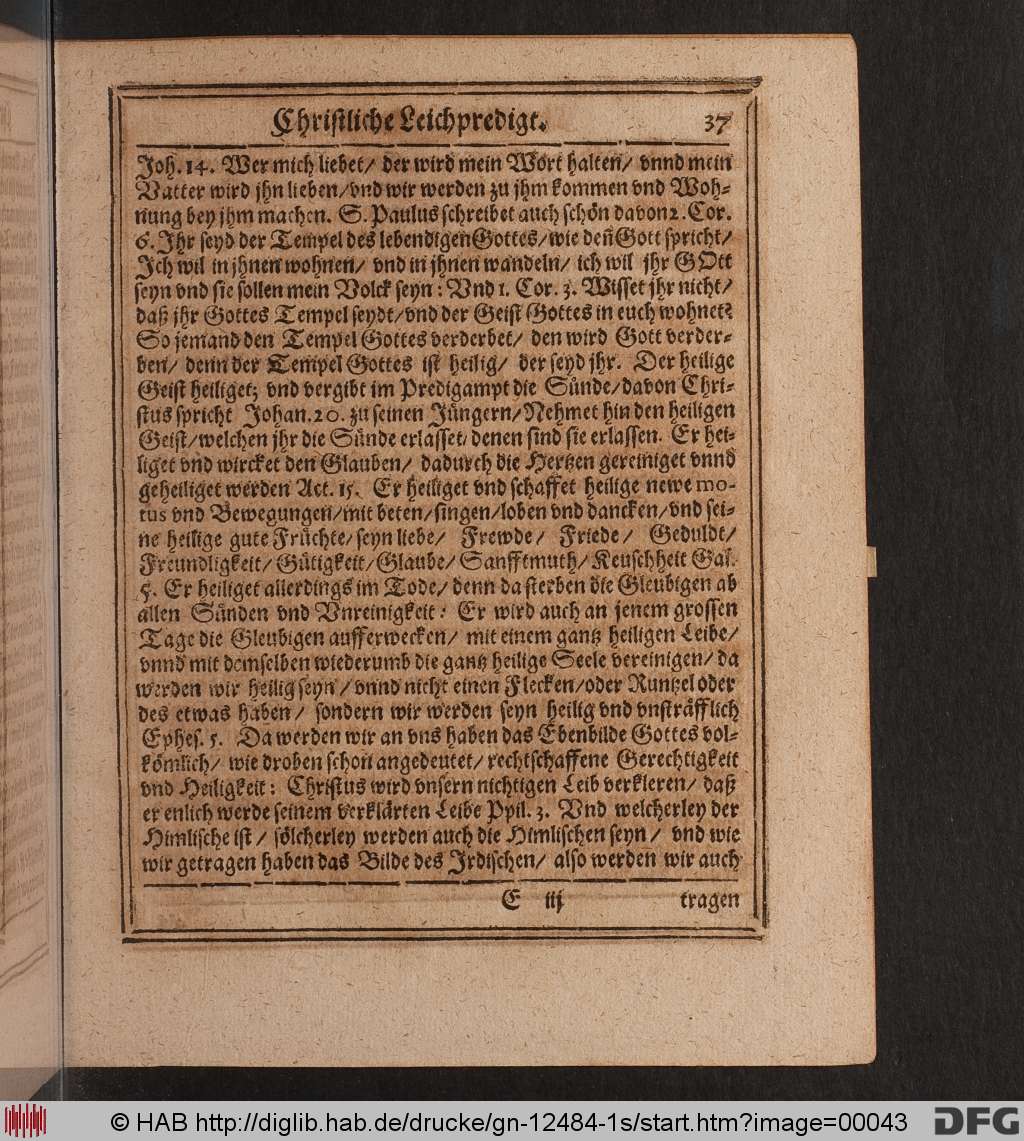 Christliche Leichpredigt. 37
Joh. 14. Wer mich liebet/ der wird mein Wort halten/ vnnd mein
Vatter wird jhn lieben/vnd wir werden zu jhm kommen vnd Woh-
nung bey jhm machen. S. Paulus schreibet auch schön davon 2. Cor.
6. Jhr seyd der Tempel des lebendigen Gottes/wie deñ Gott spricht/
Jch wil in jhnen wohnen/ vnd in jhnen wandeln/ ich wil jhr GOtt
seyn vnd sie sollen mein Volck seyn: Vnd 1. Cor. 3. Wisset jhr nicht/
daß jhr Gottes Tempel seydt/vnd der Geist Gottes in euch wohnet?
So jemand den Tempel Gottes verderbet/ den wird Gott verder-
ben/ denn der Tempel Gottes ist heilig/ der seyd jhr. Der heilige
Geist heiliget; vnd vergibt im Predigampt die Sünde/davon Chri-
stus spricht Johan. 20. zu seinen Jüngern/Nehmet hin den heiligen
Geist/welchen jhr die Sünde erlasset/denen sind sie erlassen. Er hei-
liget vnd wircket den Glauben/ dadurch die Hertzen gereiniget vnnd
geheiliget werden Act. 15. Er heiliget vnd schaffet heilige newe mo-
tus vnd Bewegungen/mit beten/singen/loben vnd dancken/vnd sei-
ne heilige gute Früchte/seyn liebe/ Frewde/ Friede/ Geduldt/
Freundligkeit/Gütigkeit/Glaube/Sanfftmuth/Keuschheit Gal.
5. Er heiliget allerdings im Tode/ denn da sterben die Gleubigen ab
allen Sünden vnd Vnreinigkeit: Er wird auch an jenem grossen
Tage die Gleubigen aufferwecken/ mit einem gantz heiligen Leibe/
vnnd mit demselben wiederumb die gantz heilige Seele vereinigen/ da
werden wir heilig seyn/vnnd nicht einen Flecken/oder Runtzel oder
des etwas haben/ sondern wir werden seyn heilig vnd vnsträfflich
Ephes. 5. Da werden wir an vns haben das Ebenbilde Gottes vol-
köm̃lich/ wie droben schon angedeutet/rechtschaffene Gerechtigkeit
vnd Heiligkeit: Christus wird vnsern nichtigen Leib verkleren/ daß
er enlich werde seinem verklärten Leibe Ppil. 3. Vnd welcherley der
Himlische ist/ sölcherley werden auch die Himlischen seyn/ vnd wie
wir getragen haben das Bilde des Jrdischen/ also werden wir auch
E iij tragen
© HAB http://diglib.hab.de/drucke/gn-12484-1s/start.htm?image=00043
DFG